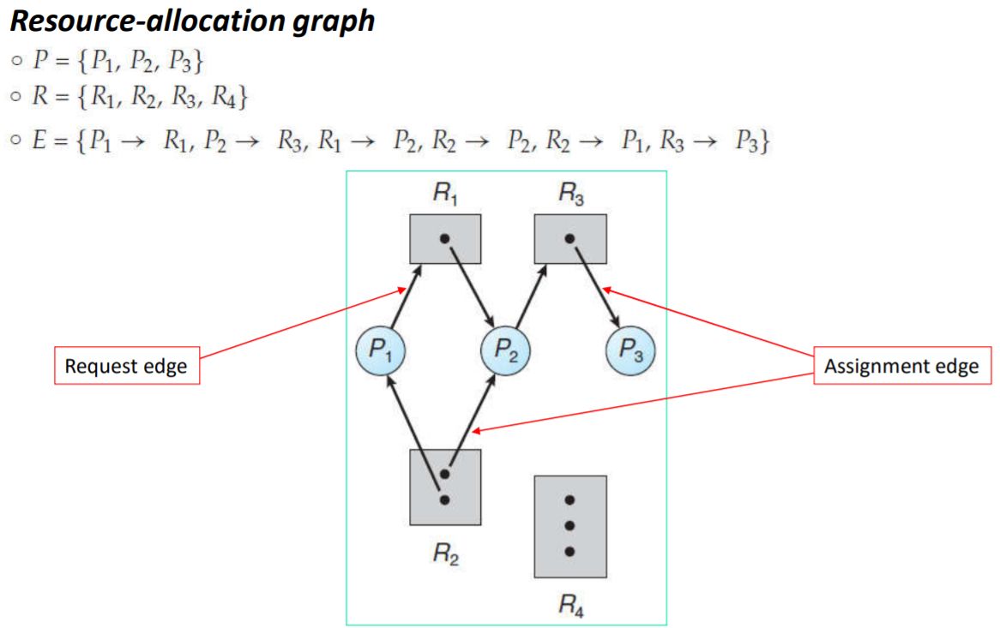 Resource-allocation graph
○ P = {P₁, P₂, P₃}
○ R = {R₁, R₂, R₃, R₄}
○ E = {P₁ → R₁, P₂ → R₃, R₁ → P₂, R₂ → P₂, R₂ → P₁, R₃ → P₃}
R₁ R₃
P₁ P₂ P₃
Request edge
Assignment edge
R₂
R₄